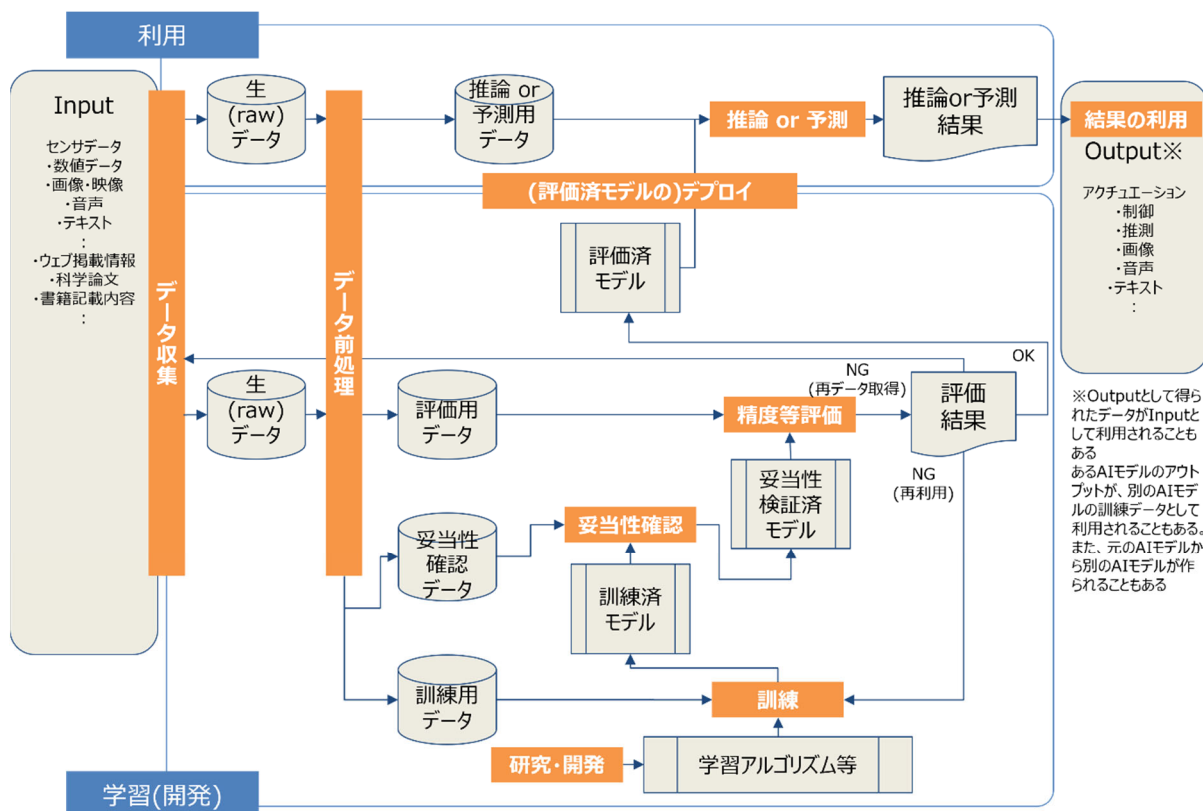 利用
Input
センサデータ
・数値データ
・画像・映像
・音声
・テキスト
:
・ウェブ掲載情報
・科学論文
・書籍記載内容
:
データ収集
生
(raw)
データ
データ前処理
推論 or
予測用
データ
推論 or 予測
推論or予測
結果
結果の利用
Output※
アクチュエーション
・制御
・推測
・画像
・音声
・テキスト
:
(評価済モデルの)デプロイ
評価済
モデル
OK
NG
(再データ取得)
生
(raw)
データ
評価用
データ
精度等評価
評価
結果
NG
(再利用)
妥当性
検証済
モデル
妥当性確認
妥当性
確認
データ
訓練済
モデル
訓練用
データ
訓練
研究・開発
学習アルゴリズム等
学習(開発)
※Outputとして得ら
れたデータがInputと
して利用されることも
ある
あるAIモデルのアウト
プットが、別のAIモデ
ルの訓練データとして
利用されることもある。
また、元のAIモデルか
ら別のAIモデルが作
られることもある